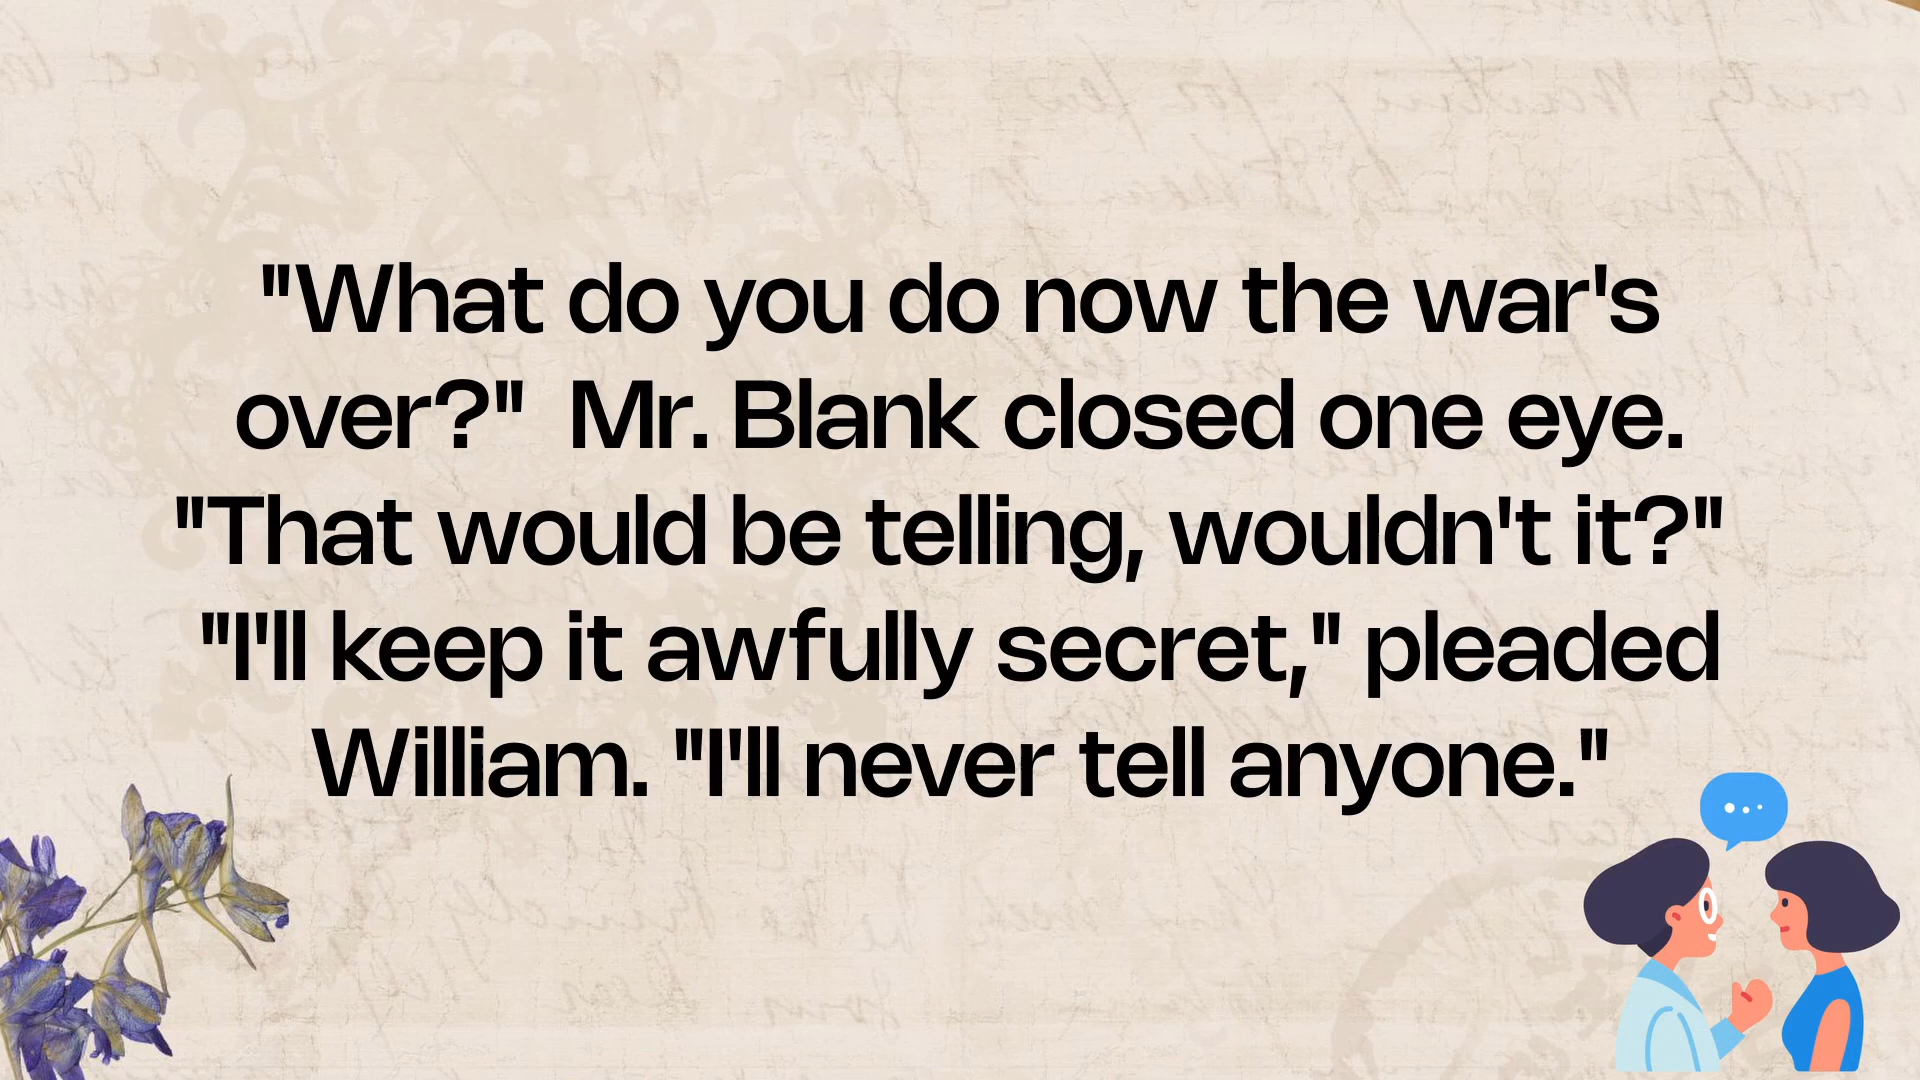 "What do you do now the war's
over?"  Mr. Blank closed one eye.
"That would be telling, wouldn't it?"
"I'll keep it awfully secret," pleaded
William. "I'll never tell anyone."